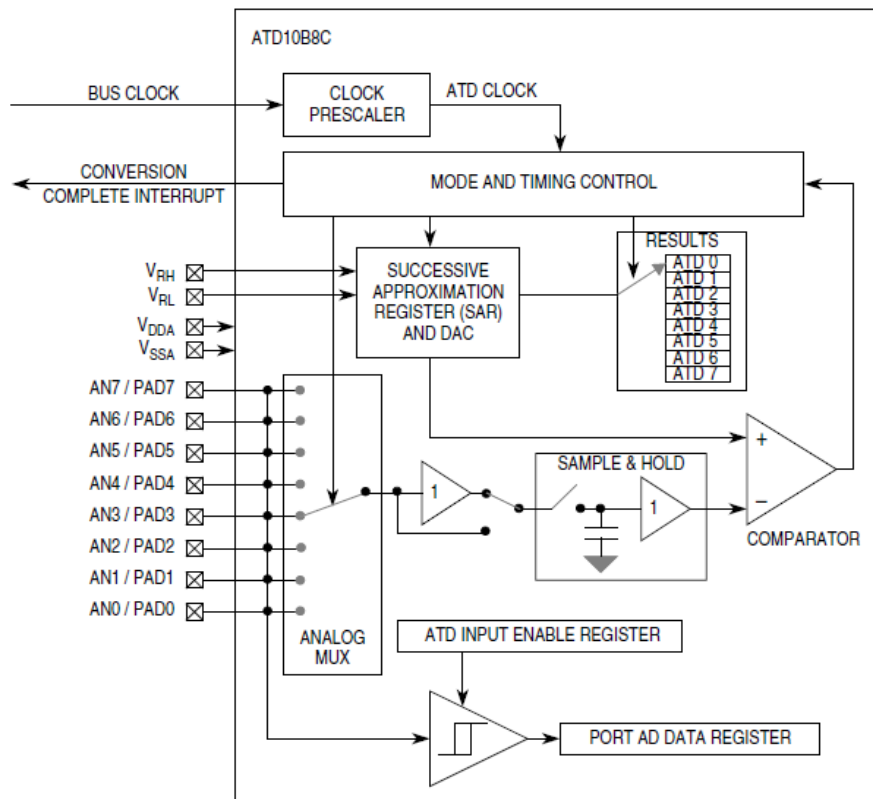 ATD10B8C
BUS CLOCK
CLOCK
PRESCALER
ATD CLOCK
CONVERSION
COMPLETE INTERRUPT
MODE AND TIMING CONTROL
VRH
VRL
VDDA
VSSA
SUCCESSIVE
APPROXIMATION
REGISTER (SAR)
AND DAC
RESULTS
ATD 0
ATD 1
ATD 2
ATD 3
ATD 4
ATD 5
ATD 6
ATD 7
AN7 / PAD7
AN6 / PAD6
AN5 / PAD5
AN4 / PAD4
AN3 / PAD3
AN2 / PAD2
AN1 / PAD1
AN0 / PAD0
ANALOG
MUX
1
SAMPLE & HOLD
1
+
–
COMPARATOR
ATD INPUT ENABLE REGISTER
PORT AD DATA REGISTER